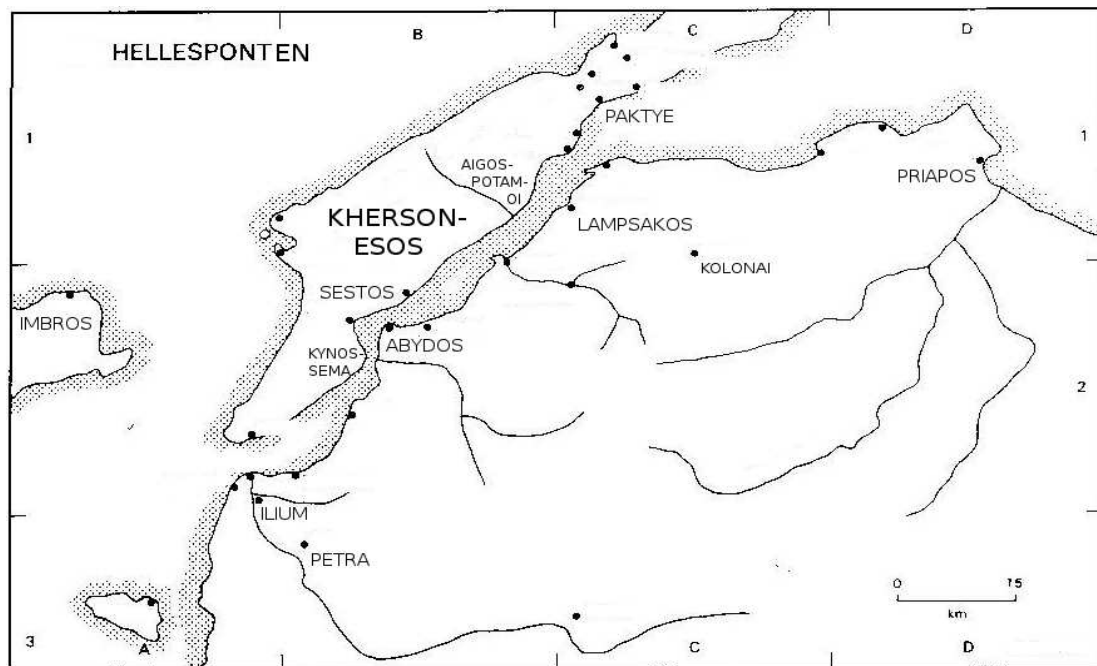 B
C
D
HELLESPONTEN
1
1
PAKTYE
AIGOS-
POTAM-
OI
PRIAPOS
KHERSON-
ESOS
LAMPSAKOS
KOLONAI
SESTOS
IMBROS
ABYDOS
KYNOS-
SEMA
2
ILIUM
PETRA
0 15
km
3
A
C
D